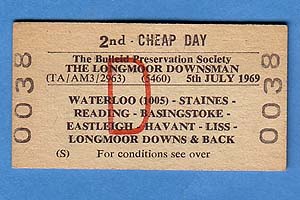 2nd - CHEAP DAY
The Bulleid Preservation Society
THE LONGMOOR DOWNSMAN
(TA/AM3/2963) (5460) 5th JULY 1969
WATERLOO (1005) - STAINES -
READING - BASINGSTOKE -
EASTLEIGH - HAVANT - LISS -
LONGMOOR DOWNS & BACK
(S) For conditions see over
0038
0038